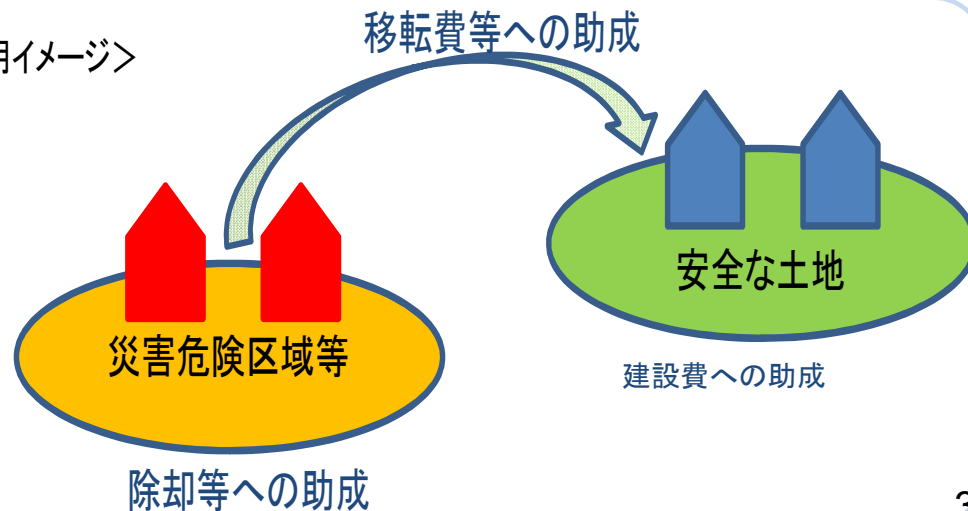 移転費等への助成
用イメージ＞
安全な土地
災害危険区域等
建設費への助成
除却等への助成